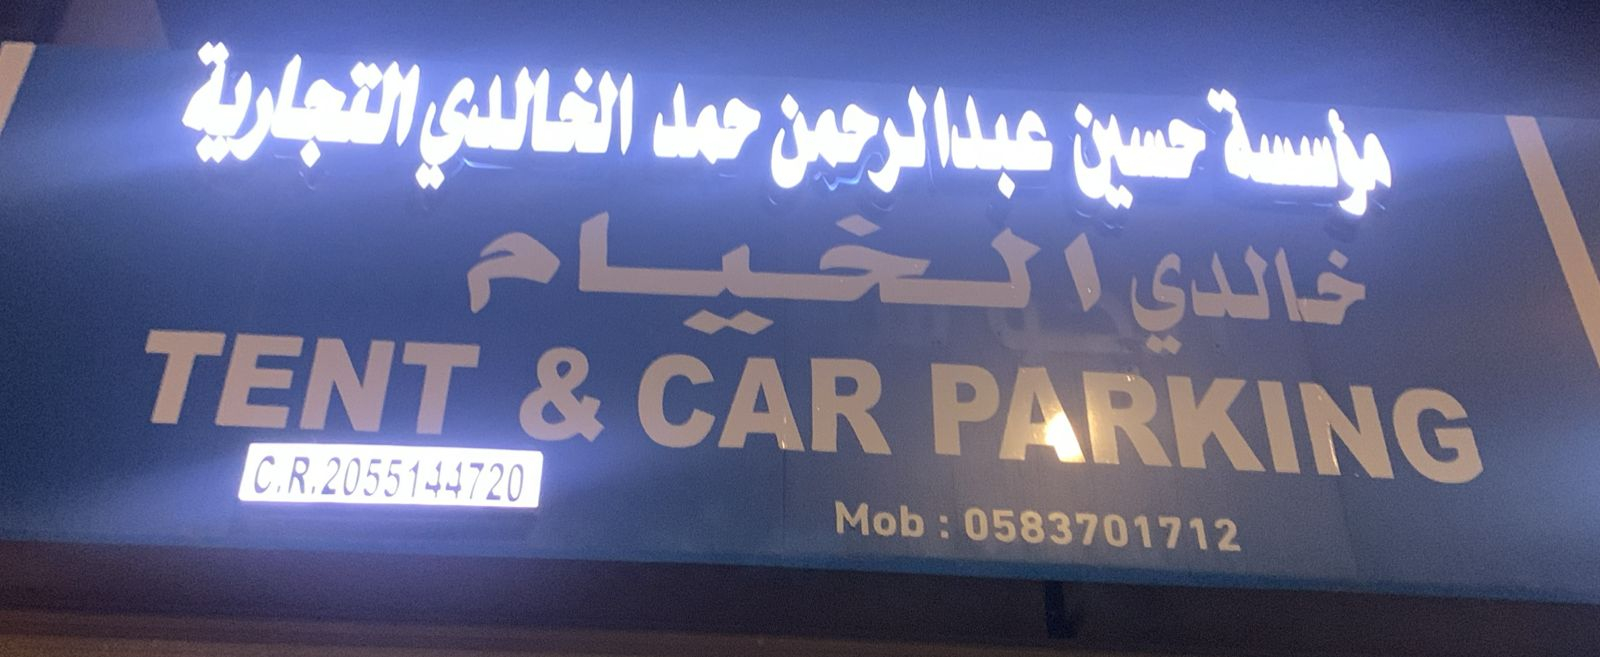 مؤسسة حسين عبدالرحمن حمد الخالدي التجارية
خالدي الخيام
TENT & CAR PARKING
C.R.2055144720
Mob : 0583701712